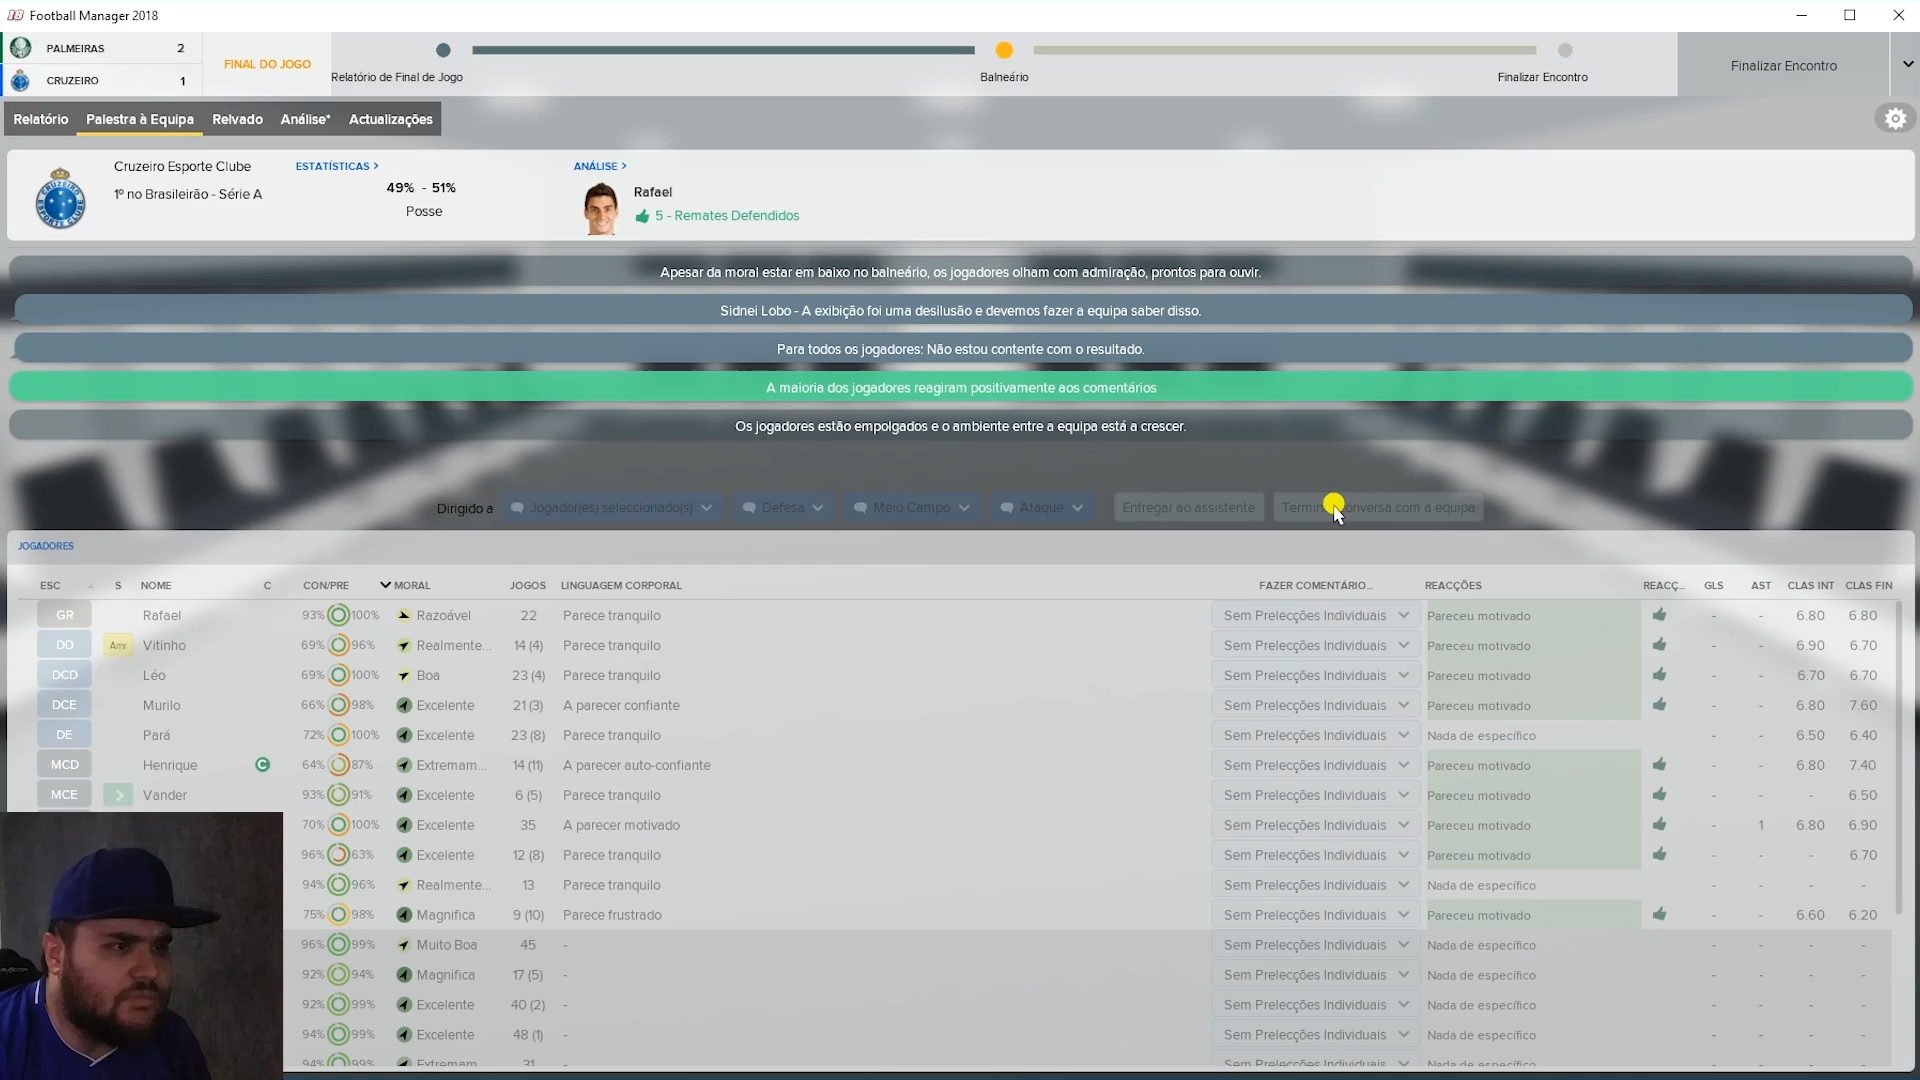 Football Manager 2018
PALMEIRAS 2
CRUZEIRO 1
FINAL DO JOGO
Relatório de Final de Jogo
Balneário
Finalizar Encontro
Finalizar Encontro
Relatório Palestra à Equipa Relvado Análise* Actualizações
Cruzeiro Esporte Clube
1º no Brasileirão - Série A
ESTATÍSTICAS >
49% - 51%
Posse
ANÁLISE >
Rafael
5 - Remates Defendidos
Apesar da moral estar em baixo no balneário, os jogadores olham com admiração, prontos para ouvir.
Sidnei Lobo - A exibição foi uma desilusão e devemos fazer a equipa saber disso.
Para todos os jogadores: Não estou contente com o resultado.
A maioria dos jogadores reagiram positivamente aos comentários
Os jogadores estão empolgados e o ambiente entre a equipa está a crescer.
Dirigido a Jogador(es) seleccionado(s) Defesa Meio Campo Ataque Entregar ao assistente conversa com a equipa
JOGADORES
ESC S NOME C CON/PRE MORAL JOGOS LINGUAGEM CORPORAL FAZER COMENTÁRIO... REACÇÕES REACÇ... GLS AST CLAS INT CLAS FIN
GR Rafael 93% 100% Razoável 22 Parece tranquilo Sem Prelecções Individuais Pareceu motivado - - 6.80 6.80
DD Amr Vitinho 69% 96% Realmente... 14 (4) Parece tranquilo Sem Prelecções Individuais Pareceu motivado - - 6.90 6.70
DCD Léo 69% 100% Boa 23 (4) Parece tranquilo Sem Prelecções Individuais Pareceu motivado - - 6.70 6.70
DCE Murilo 66% 98% Excelente 21 (3) A parecer confiante Sem Prelecções Individuais Pareceu motivado - - 6.80 7.60
DE Pará 72% 100% Excelente 23 (8) Parece tranquilo Sem Prelecções Individuais Nada de específico - - 6.50 6.40
MCD Henrique C 64% 87% Extremam... 14 (11) A parecer auto-confiante Sem Prelecções Individuais Pareceu motivado - - 6.80 7.40
MCE Vander 93% 91% Excelente 6 (5) Parece tranquilo Sem Prelecções Individuais Pareceu motivado - - - 6.50
70% 100% Excelente 35 A parecer motivado Sem Prelecções Individuais Pareceu motivado - 1 6.80 6.90
96% 63% Excelente 12 (8) Parece tranquilo Sem Prelecções Individuais Pareceu motivado - - - 6.70
94% 96% Realmente... 13 Parece tranquilo Sem Prelecções Individuais Nada de específico - - - -
75% 98% Magnifica 9 (10) Parece frustrado Sem Prelecções Individuais Pareceu motivado - - 6.60 6.20
96% 99% Muito Boa 45 - Sem Prelecções Individuais Nada de específico - - - -
92% 94% Magnifica 17 (5) - Sem Prelecções Individuais Nada de específico - - - -
92% 99% Excelente 40 (2) - Sem Prelecções Individuais Nada de específico - - - -
94% 99% Excelente 48 (1) - Sem Prelecções Individuais Nada de específico - - - -
94% 99% Extremam 31 - Sem Prelecções Individuais Nada de específico